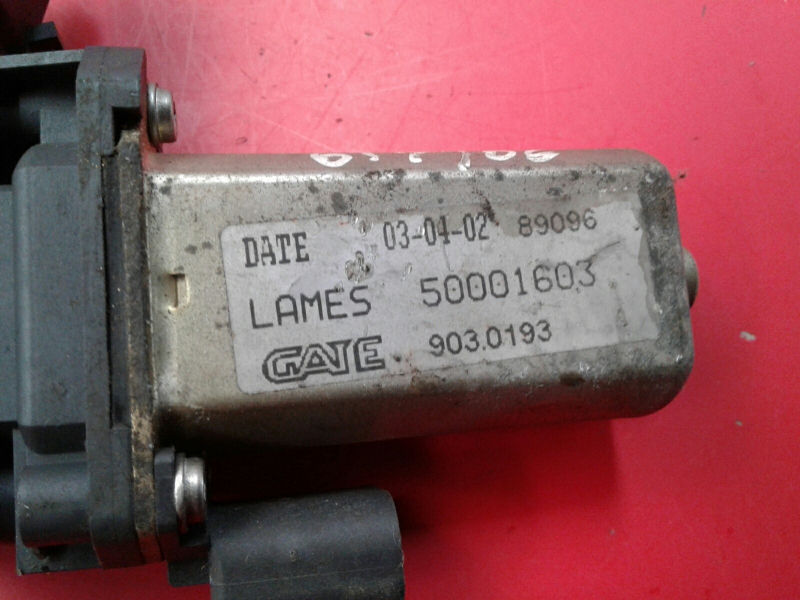 DATE 03-04-02 89096
LAMES 50001603
GATE 903.0193